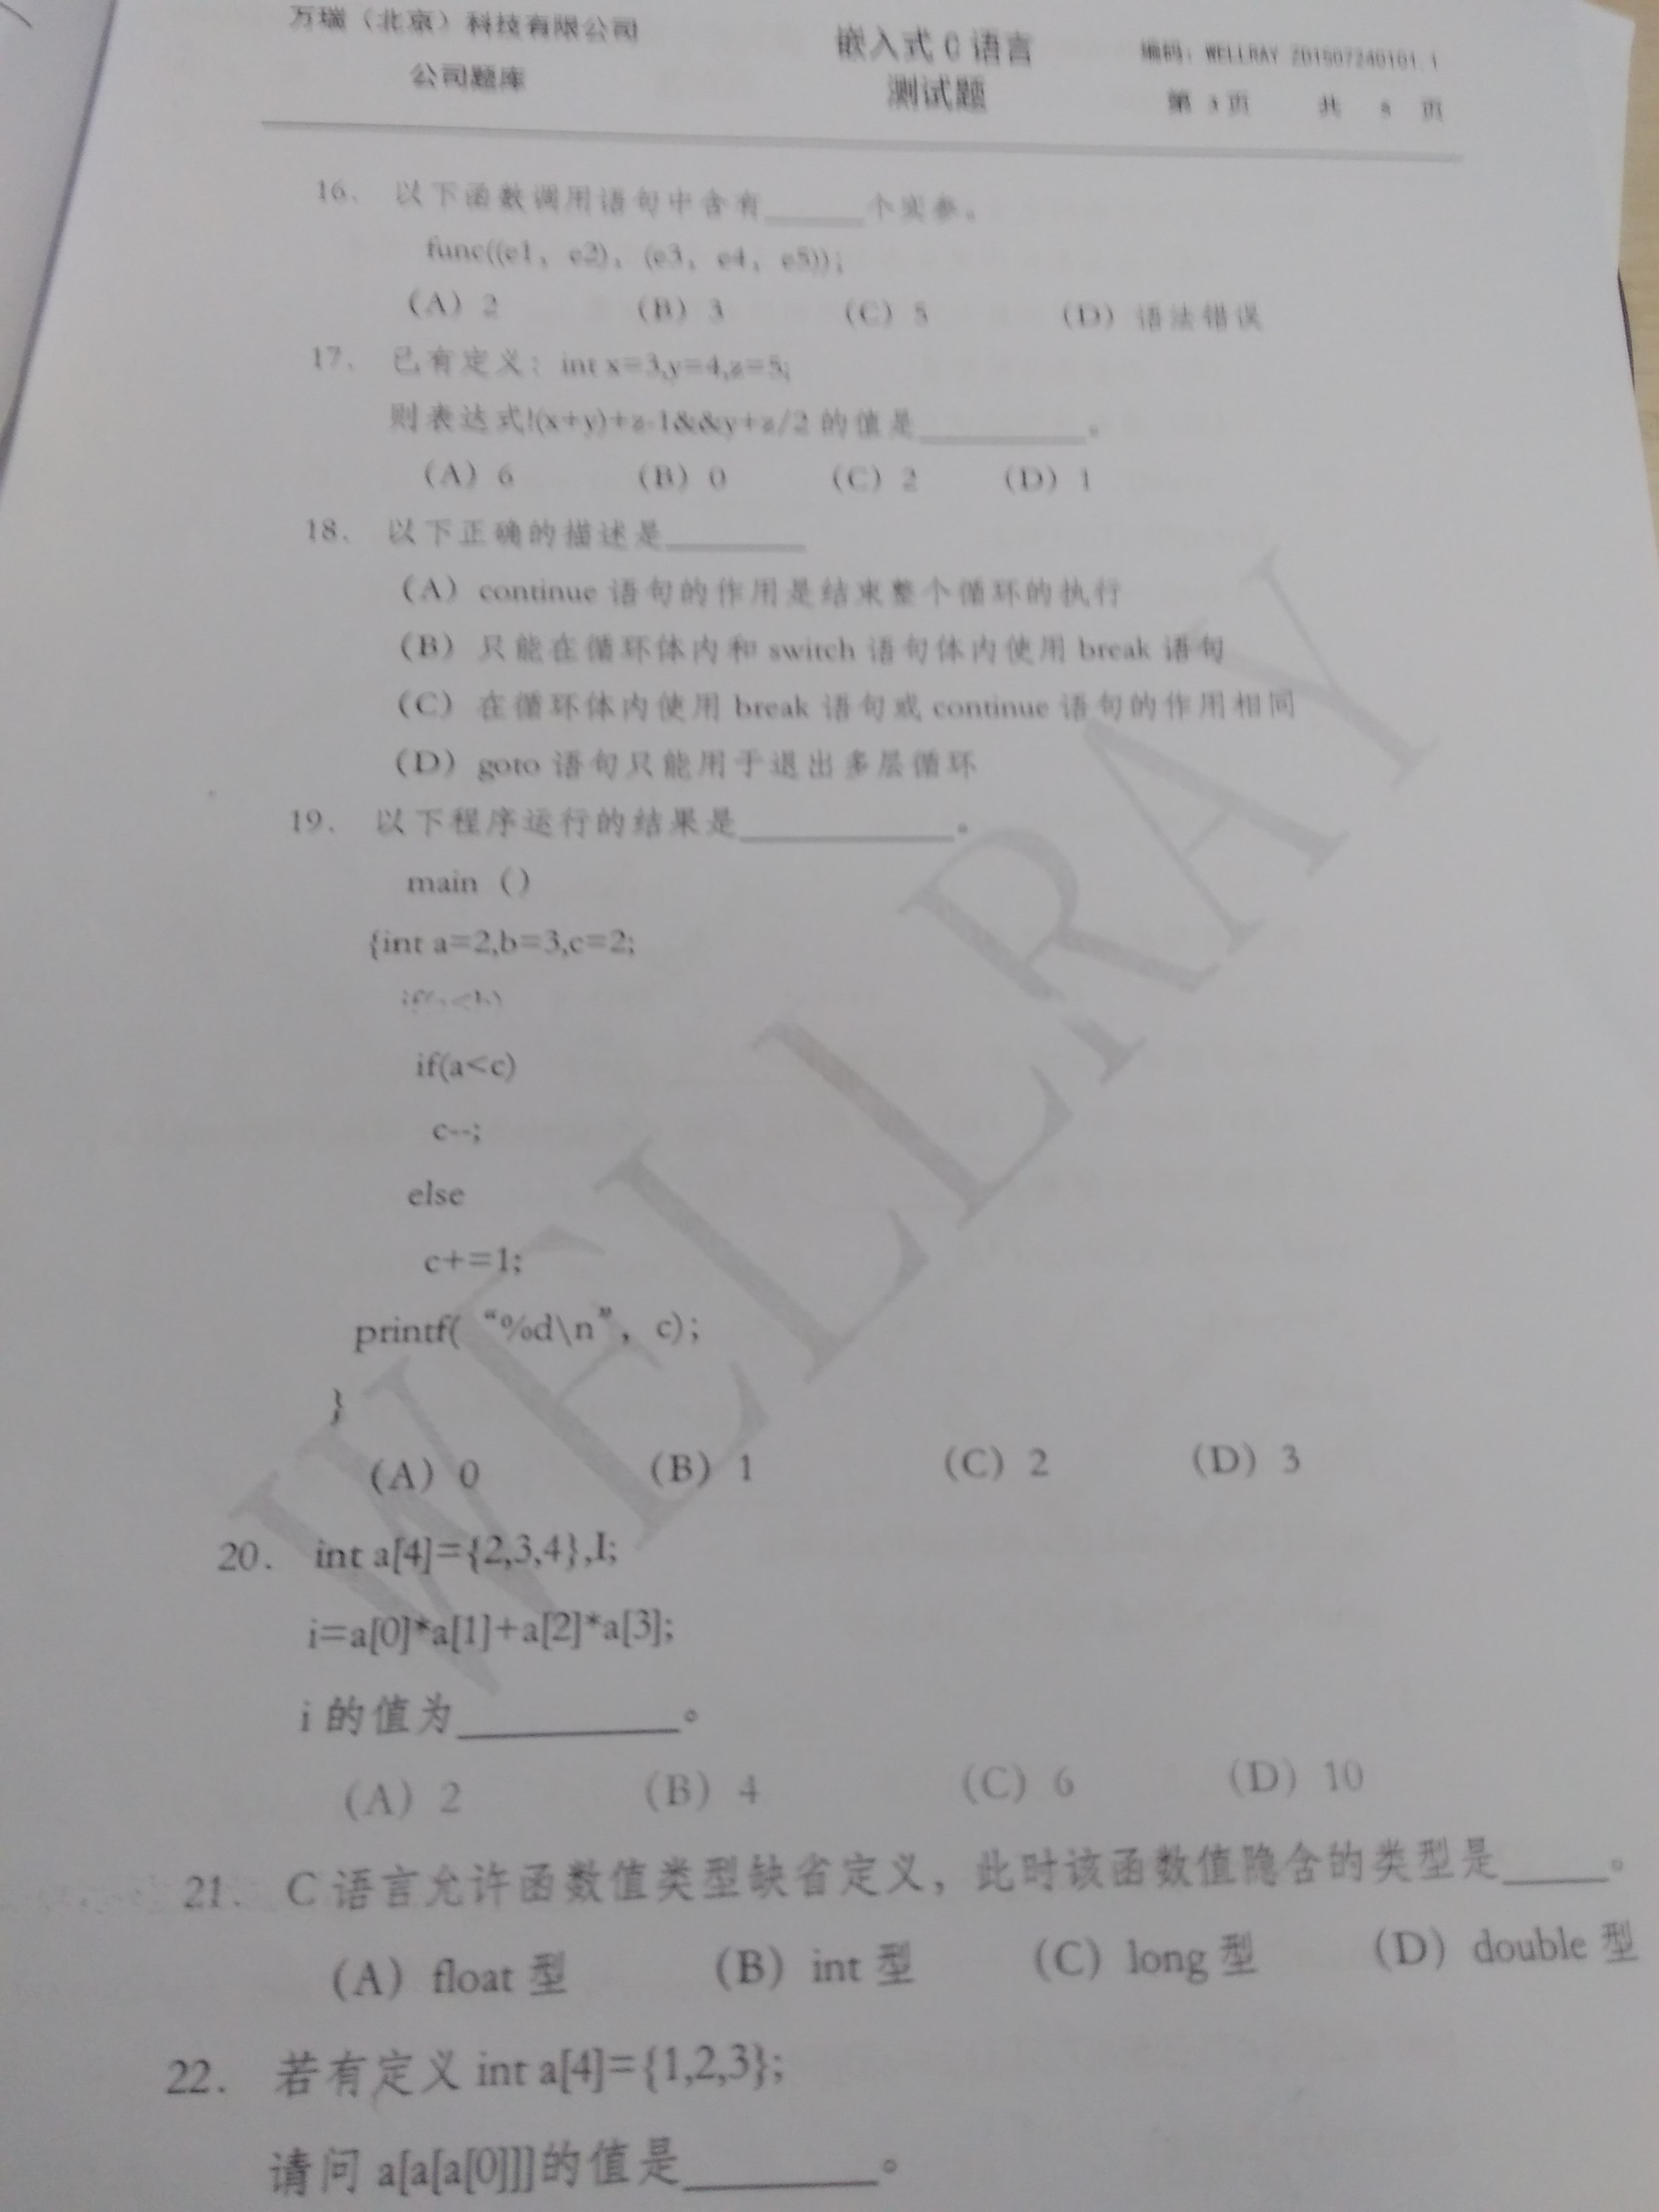 万瑞（北京）科技有限公司
公司题库
嵌入式 C 语言
测试题
编码：WELLRAY 201507240101.1
第 3 页 共 8 页
16. 以下函数调用语句中含有______个实参。
func((e1，e2)，(e3，e4，e5));
（A）2 （B）3 （C）5 （D）语法错误
17. 已有定义：int x=3,y=4,z=5;
则表达式!(x+y)+z-1&&y+z/2 的值是__________。
（A）6 （B）0 （C）2 （D）1
18. 以下正确的描述是________
（A）continue 语句的作用是结束整个循环的执行
（B）只能在循环体内和 switch 语句体内使用 break 语句
（C）在循环体内使用 break 语句或 continue 语句的作用相同
（D）goto 语句只能用于退出多层循环
19. 以下程序运行的结果是____________。
main（）
{int a=2,b=3,c=2;
if(a<b)
if(a<c)
c--;
else
c+=1;
printf(“%d\n”，c);
}
（A）0 （B）1 （C）2 （D）3
20. int a[4]={2,3,4},I;
i=a[0]*a[1]+a[2]*a[3];
i 的值为__________。
（A）2 （B）4 （C）6 （D）10
21. C 语言允许函数值类型缺省定义，此时该函数值隐含的类型是_____。
（A）float 型 （B）int 型 （C）long 型 （D）double 型
22. 若有定义 int a[4]={1,2,3};
请问 a[a[a[0]]]的值是________。
WELLRAY